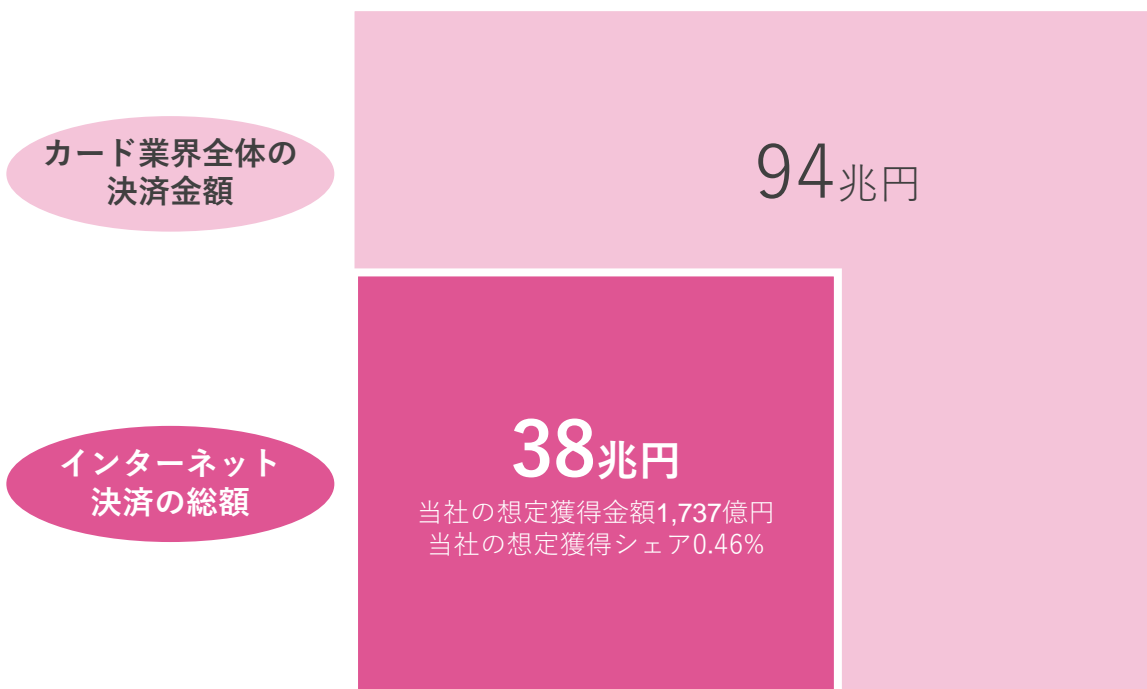 カード業界全体の
決済金額
94兆円
インターネット
決済の総額
38兆円
当社の想定獲得金額1,737億円
当社の想定獲得シェア0.46%